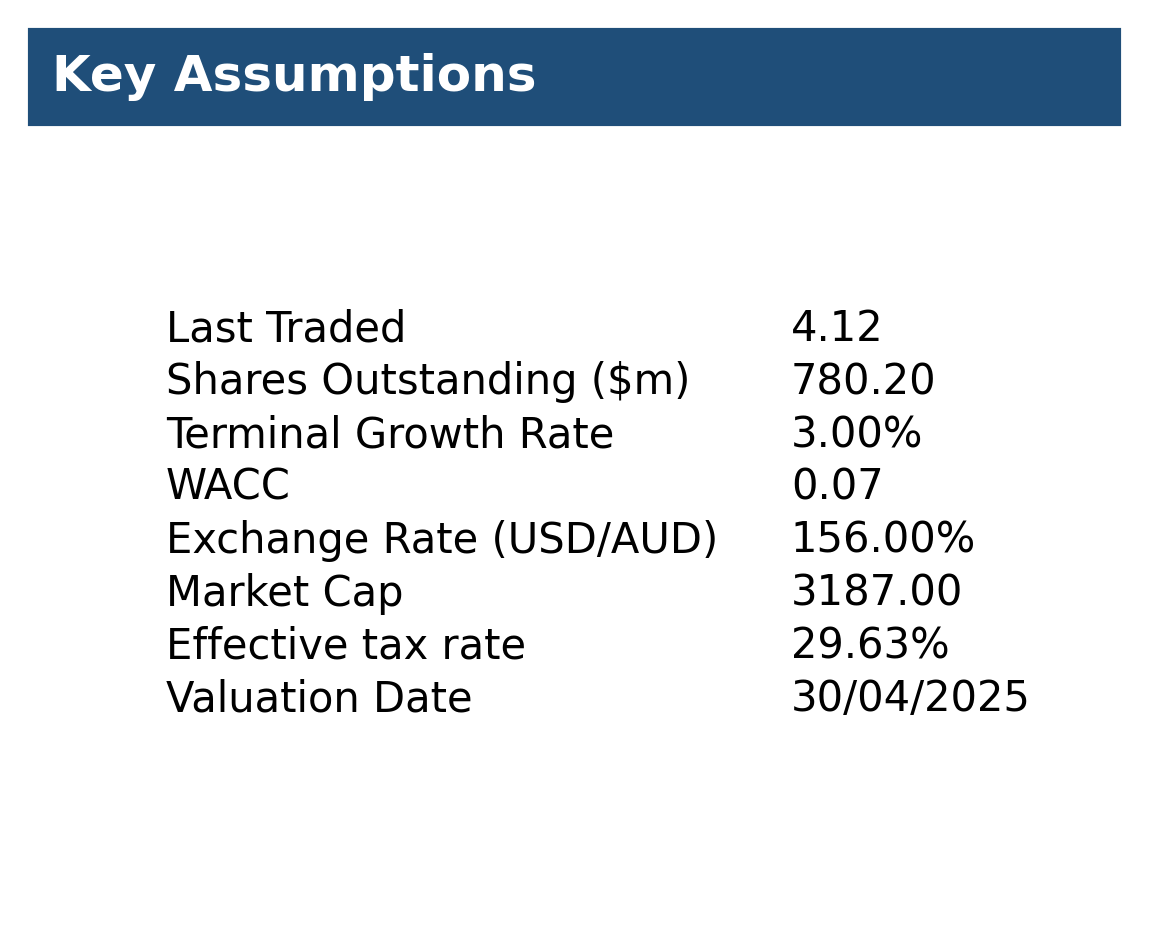 Key Assumptions
Last Traded 4.12
Shares Outstanding ($m) 780.20
Terminal Growth Rate 3.00%
WACC 0.07
Exchange Rate (USD/AUD) 156.00%
Market Cap 3187.00
Effective tax rate 29.63%
Valuation Date 30/04/2025